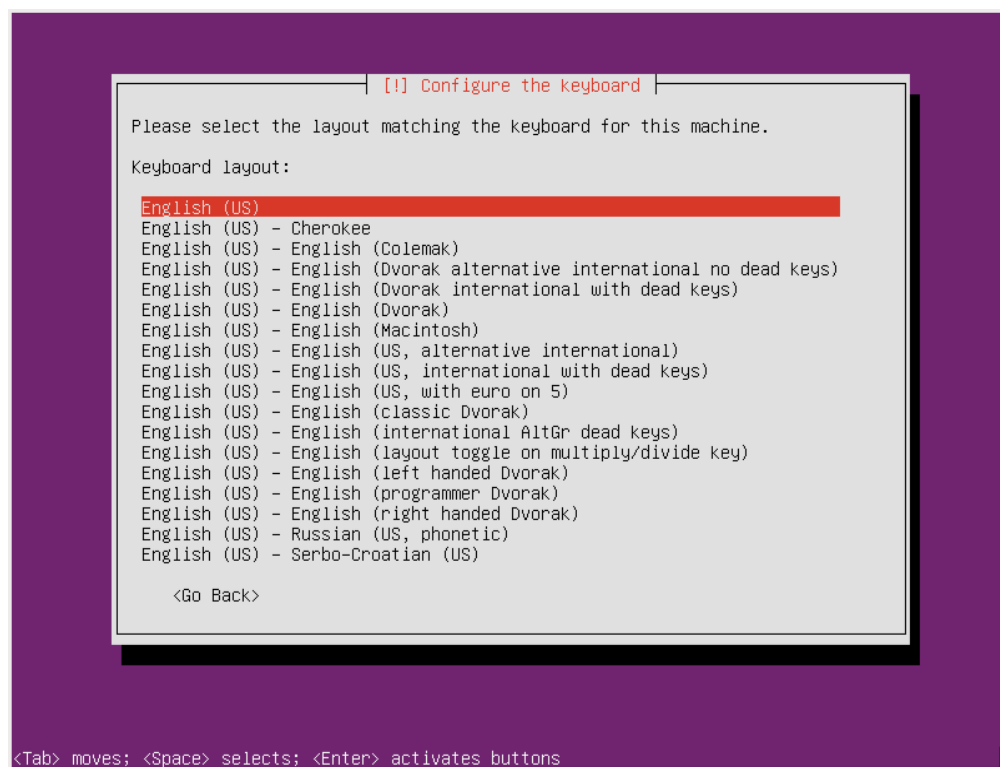 [!] Configure the keyboard
Please select the layout matching the keyboard for this machine.
Keyboard layout:
English (US)
English (US) - Cherokee
English (US) - English (Colemak)
English (US) - English (Dvorak alternative international no dead keys)
English (US) - English (Dvorak international with dead keys)
English (US) - English (Dvorak)
English (US) - English (Macintosh)
English (US) - English (US, alternative international)
English (US) - English (US, international with dead keys)
English (US) - English (US, with euro on 5)
English (US) - English (classic Dvorak)
English (US) - English (international AltGr dead keys)
English (US) - English (layout toggle on multiply/divide key)
English (US) - English (left handed Dvorak)
English (US) - English (programmer Dvorak)
English (US) - English (right handed Dvorak)
English (US) - Russian (US, phonetic)
English (US) - Serbo-Croatian (US)
<Go Back>
<Tab> moves; <Space> selects; <Enter> activates buttons